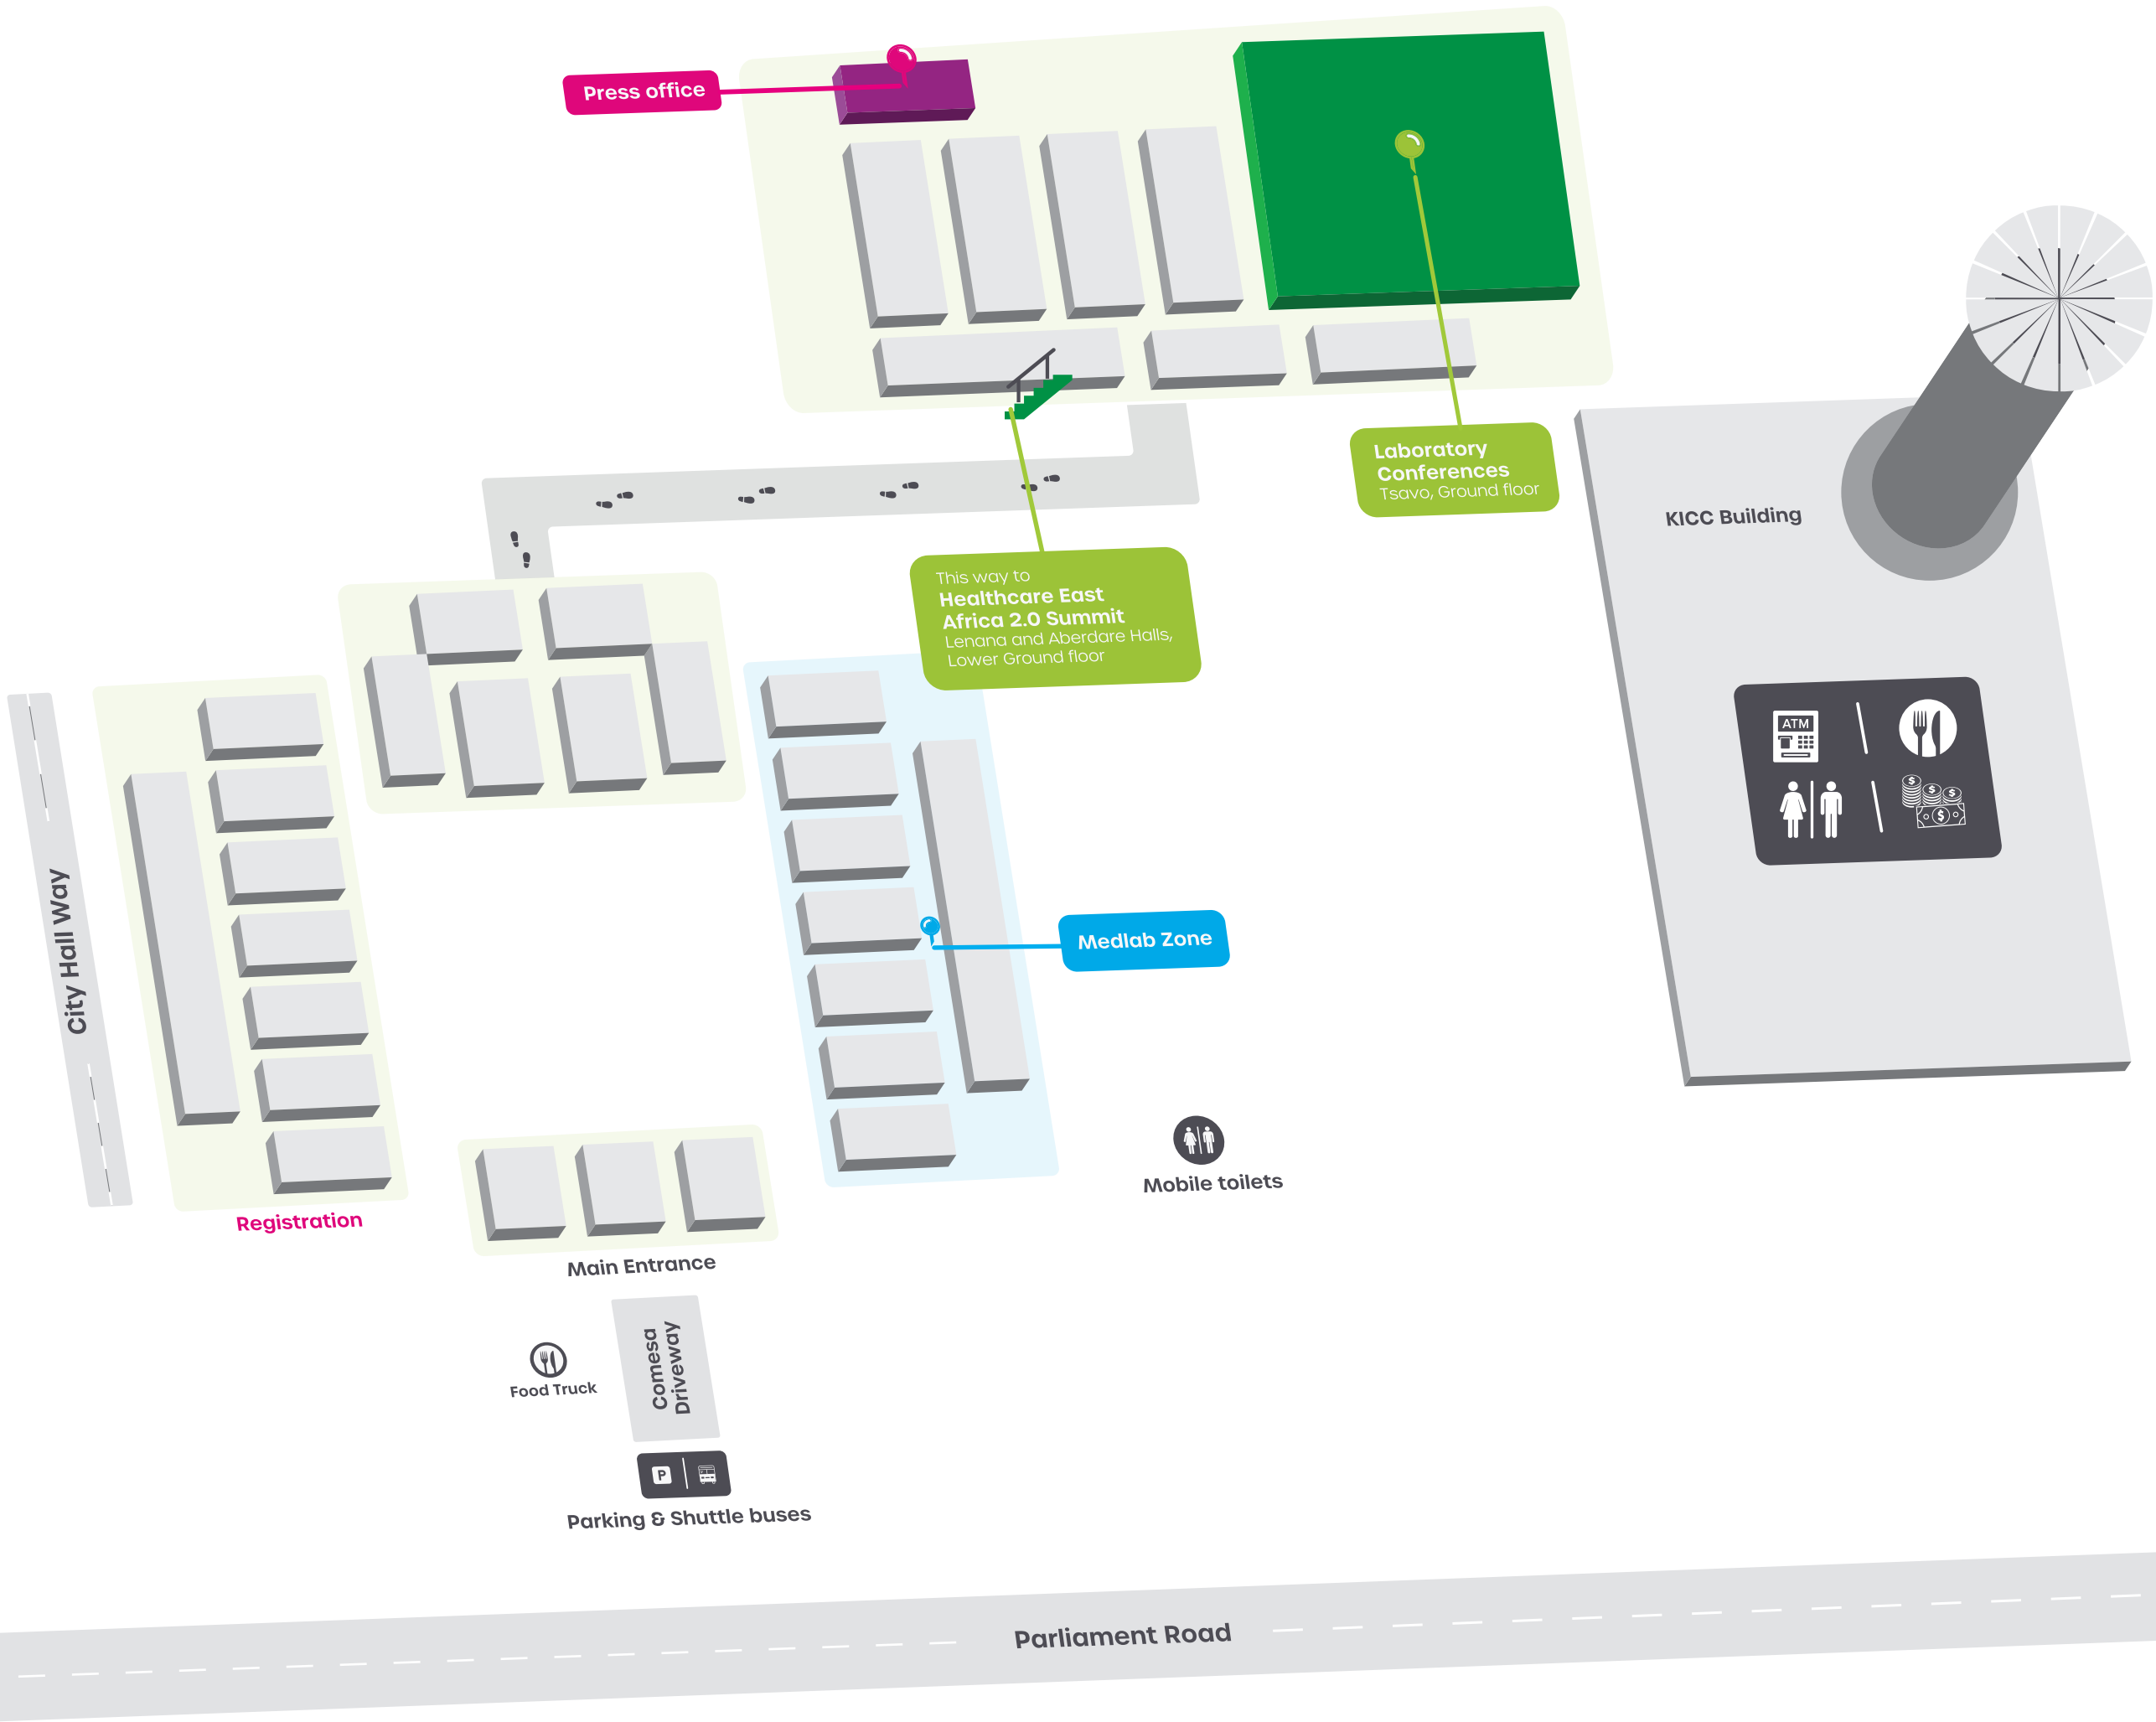 Press office
Laboratory
Conferences
Tsavo, Ground floor
KICC Building
This way to
Healthcare East
Africa 2.0 Summit
Lenana and Aberdare Halls,
Lower Ground floor
ATM
$ $ $
$
City Hall Way
Medlab Zone
Mobile toilets
Registration
Main Entrance
Comesa
Driveway
Food Truck
P
Parking & Shuttle buses
Parliament Road